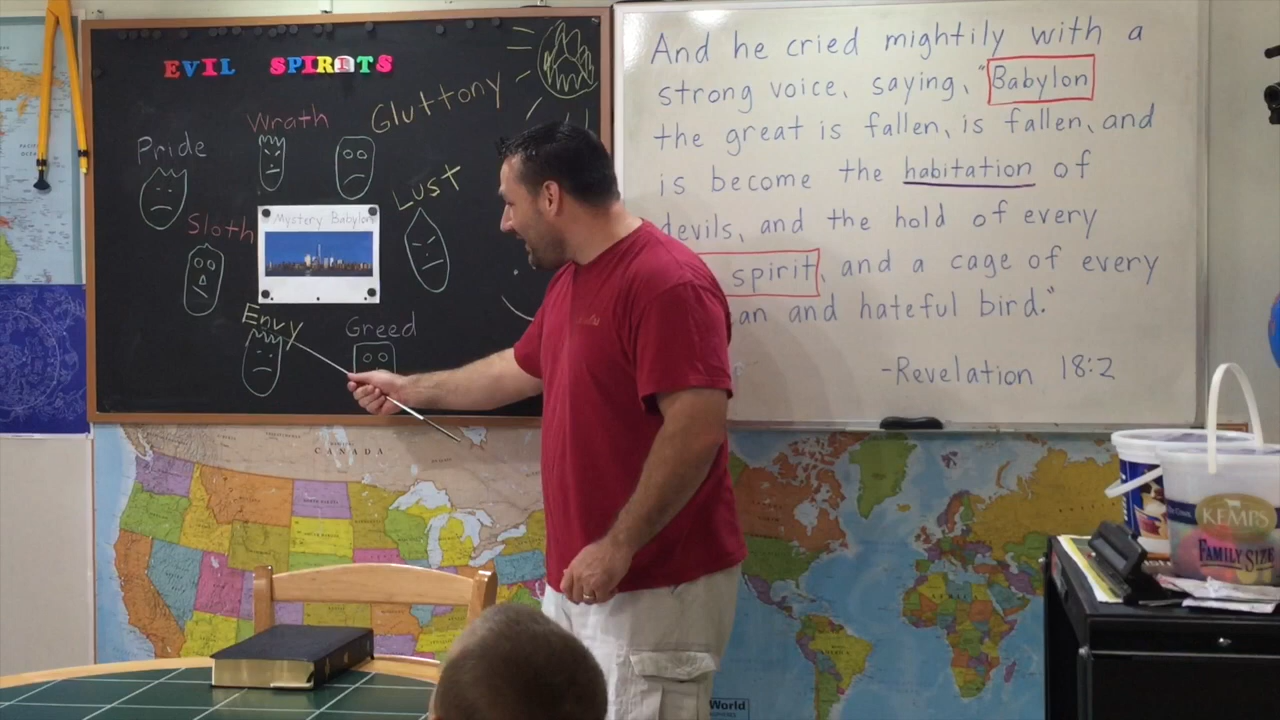 EVIL SPIRITS
Gluttony
Wrath
Pride
Lust
Sloth
Mystery Babylon
Envy
Greed
And he cried mightily with a
strong voice, saying, "Babylon
the great is fallen, is fallen, and
is become the habitation of
devils, and the hold of every
spirit, and a cage of every
an and hateful bird."
-Revelation 18:2
CANADA
World
KEMPS
FAMILY SIZE